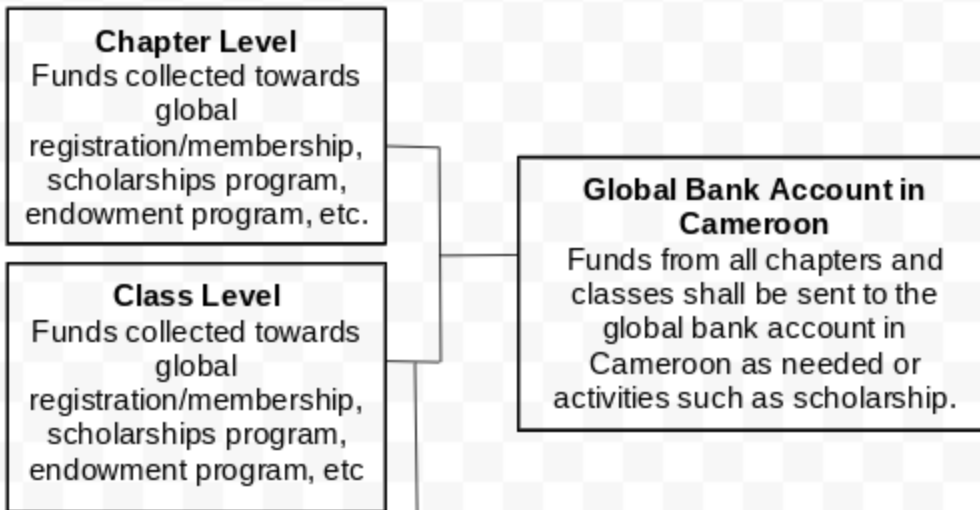 Chapter Level
Funds collected towards
global
registration/membership,
scholarships program,
endowment program, etc.
Class Level
Funds collected towards
global
registration/membership,
scholarships program,
endowment program, etc
Global Bank Account in
Cameroon
Funds from all chapters and
classes shall be sent to the
global bank account in
Cameroon as needed or
activities such as scholarship.